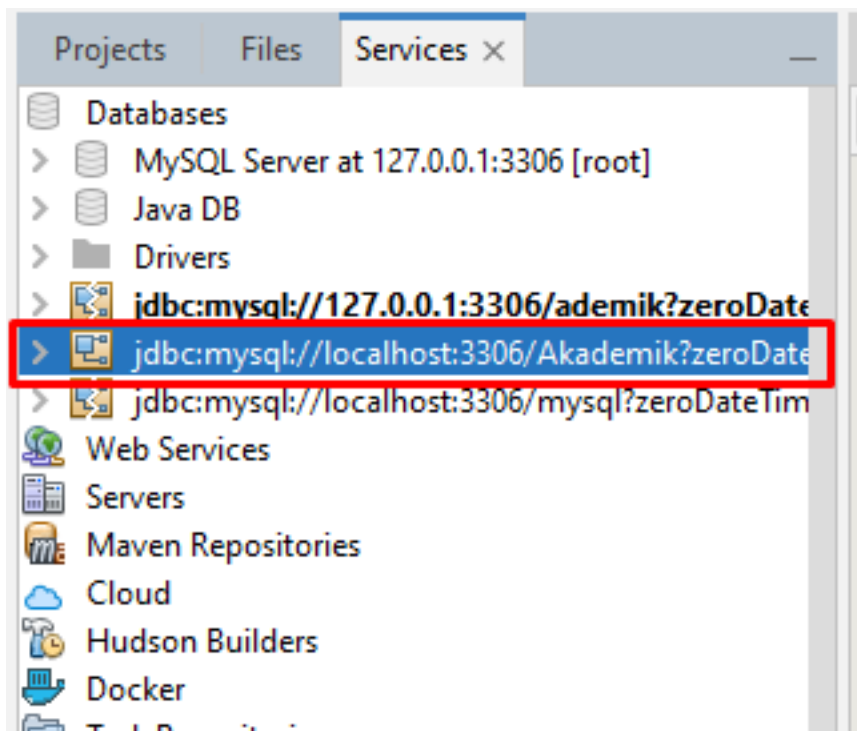 Projects Files Services
Databases
MySQL Server at 127.0.0.1:3306 [root]
Java DB
Drivers
jdbc:mysql://127.0.0.1:3306/ademik?zeroDate
jdbc:mysql://localhost:3306/Akademik?zeroDate
jdbc:mysql://localhost:3306/mysql?zeroDateTim
Web Services
Servers
Maven Repositories
Cloud
Hudson Builders
Docker